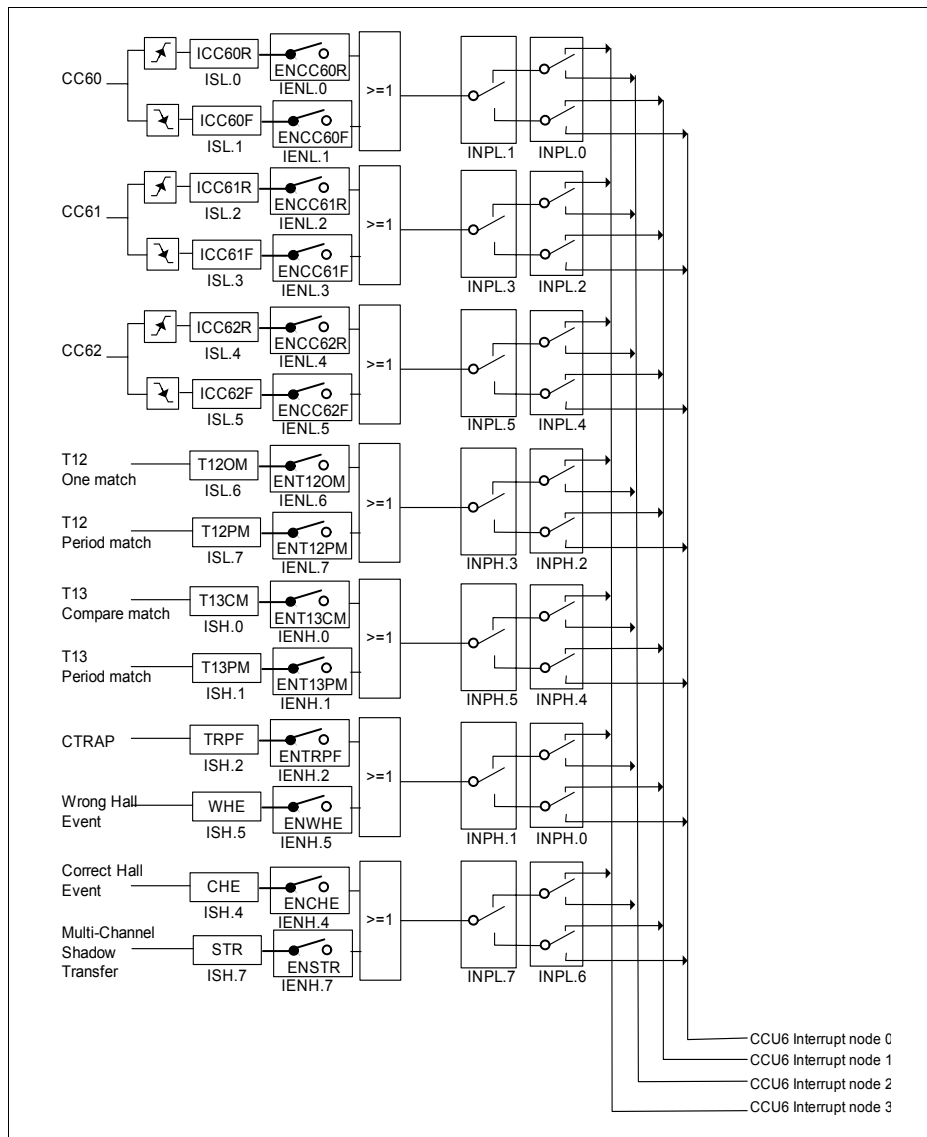 CC60
ICC60R
ISL.0
ENCC60R
IENL.0
ICC60F
ISL.1
ENCC60F
IENL.1
>=1
INPL.1
INPL.0
CC61
ICC61R
ISL.2
ENCC61R
IENL.2
ICC61F
ISL.3
ENCC61F
IENL.3
>=1
INPL.3
INPL.2
CC62
ICC62R
ISL.4
ENCC62R
IENL.4
ICC62F
ISL.5
ENCC62F
IENL.5
>=1
INPL.5
INPL.4
T12
One match
T12OM
ISL.6
ENT12OM
IENL.6
T12
Period match
T12PM
ISL.7
ENT12PM
IENL.7
>=1
INPH.3
INPH.2
T13
Compare match
T13CM
ISH.0
ENT13CM
IENH.0
T13
Period match
T13PM
ISH.1
ENT13PM
IENH.1
>=1
INPH.5
INPH.4
CTRAP
TRPF
ISH.2
ENTRPF
IENH.2
Wrong Hall
Event
WHE
ISH.5
ENWHE
IENH.5
>=1
INPH.1
INPH.0
Correct Hall
Event
CHE
ISH.4
ENCHE
IENH.4
Multi-Channel
Shadow
Transfer
STR
ISH.7
ENSTR
IENH.7
>=1
INPL.7
INPL.6
CCU6 Interrupt node 0
CCU6 Interrupt node 1
CCU6 Interrupt node 2
CCU6 Interrupt node 3